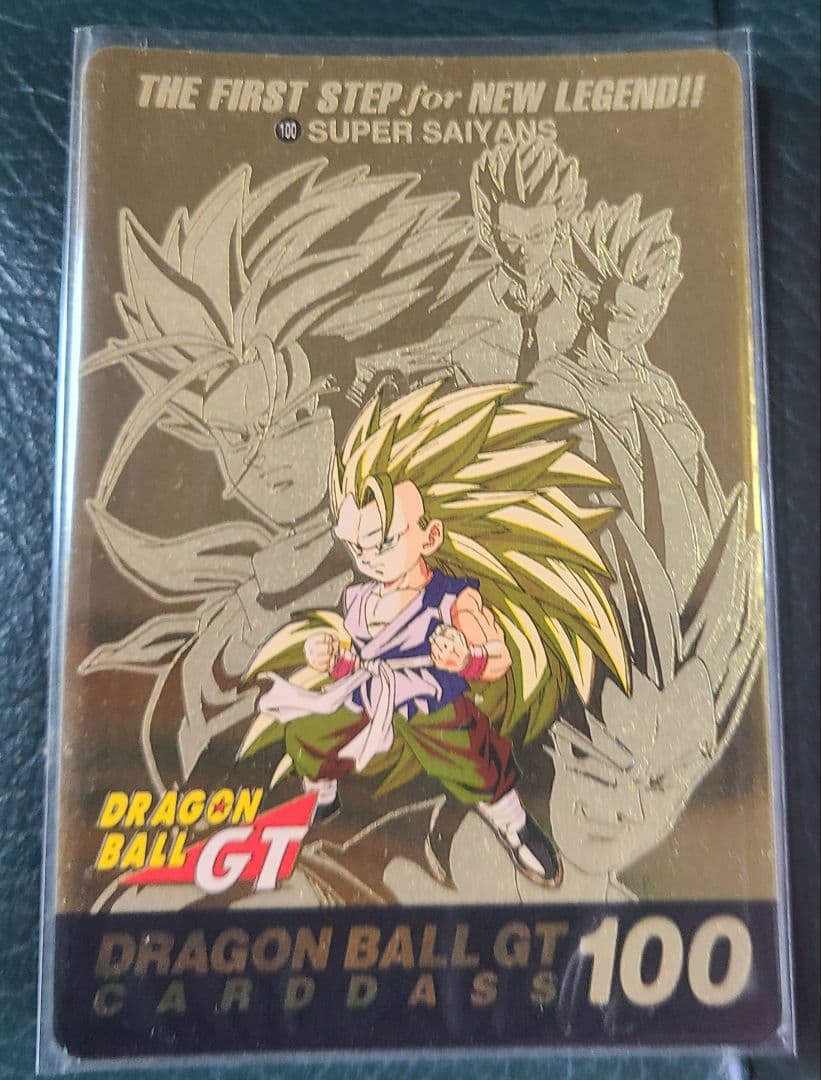 THE FIRST STEP for NEW LEGEND!!
100 SUPER SAIYANS
DRAGON
BALL GT
DRAGON BALL GT 100
CARDDASS